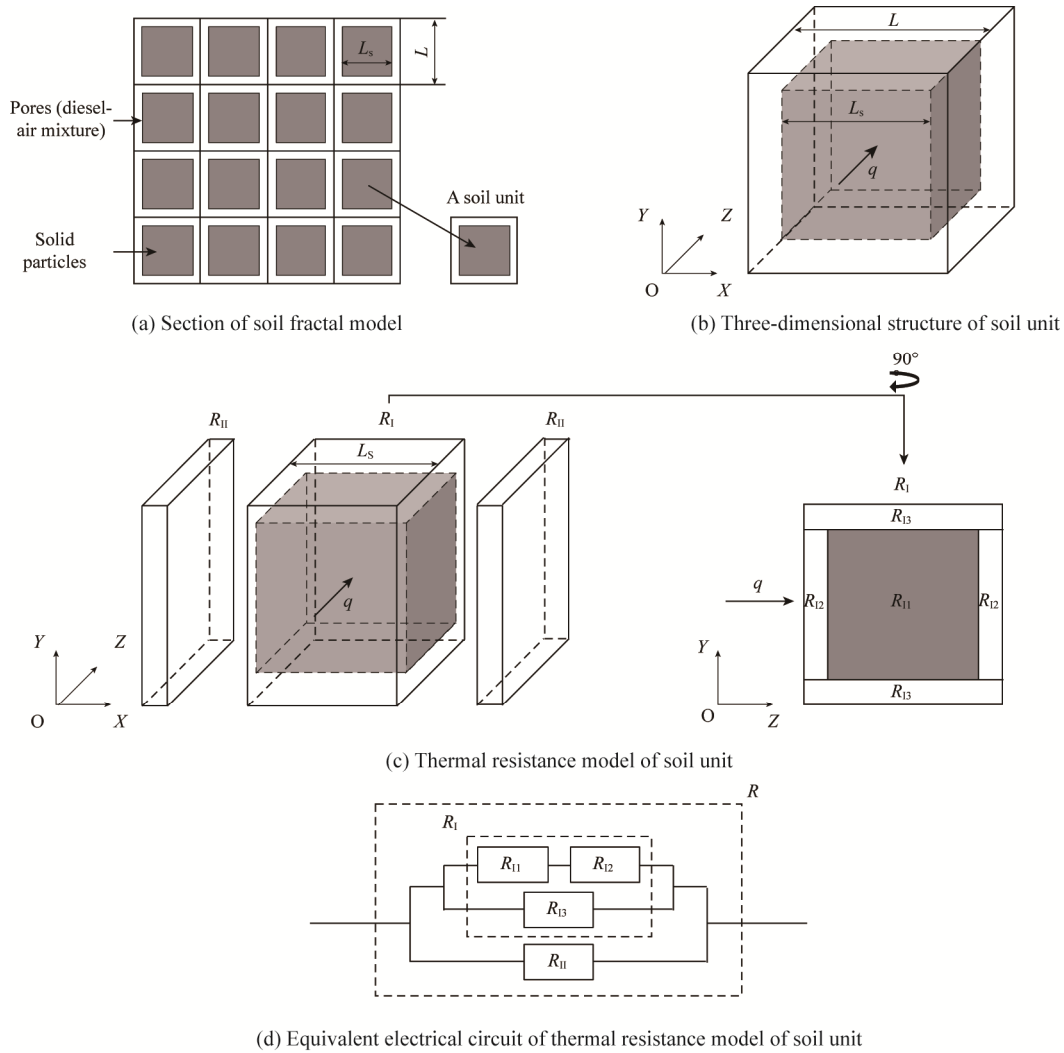 Ls
L
Pores (diesel-
air mixture)
A soil unit
Solid
particles
(a) Section of soil fractal model
L
Ls
q
Y
Z
O
X
(b) Three-dimensional structure of soil unit
90°
RII
RI
RII
LS
q
Y
Z
O
X
RI
RI3
q
RI2
RI1
RI2
RI3
Y
O
Z
(c) Thermal resistance model of soil unit
R
RI
RI1
RI2
RI3
RII
(d) Equivalent electrical circuit of thermal resistance model of soil unit